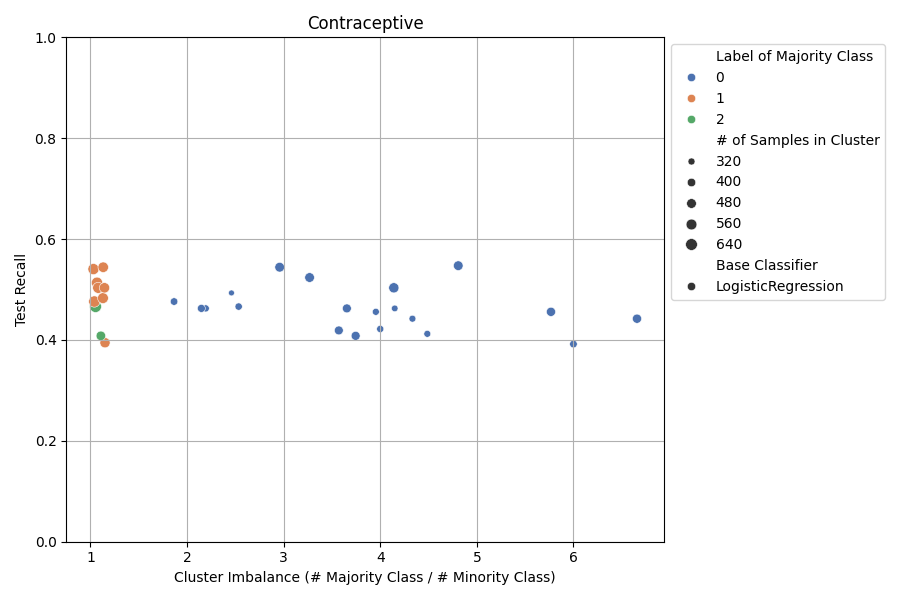 Contraceptive
1.0
0.8
0.6
0.4
0.2
0.0
Test Recall
1 2 3 4 5 6
Cluster Imbalance (# Majority Class / # Minority Class)
Label of Majority Class
0
1
2
# of Samples in Cluster
320
400
480
560
640
Base Classifier
LogisticRegression